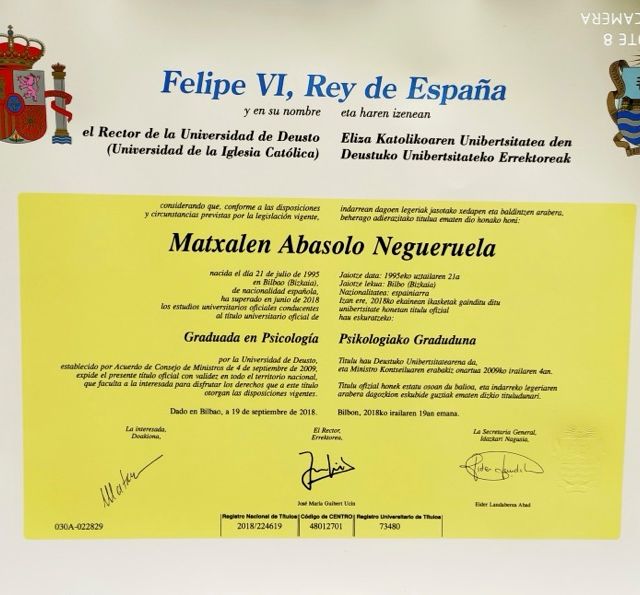 TE 8
CAMERA
Felipe VI, Rey de España
y en su nombre eta haren izenean
el Rector de la Universidad de Deusto
(Universidad de la Iglesia Católica)
Eliza Katolikoaren Unibertsitatea den
Deustuko Unibertsitateko Errektoreak
considerando que, conforme a las disposiciones
y circunstancias previstas por la legislación vigente,
indarrean dagoen legeriak jasotako xedapen eta baldintzen arabera,
beherago adierazitako titulua ematen dio honako honi:
Matxalen Abasolo Negueruela
nacida el día 21 de julio de 1995
en Bilbao (Bizkaia),
de nacionalidad española,
ha superado en junio de 2018
los estudios universitarios oficiales conducentes
al título universitario oficial de
Jaiotze data: 1995eko uztailaren 21a
Jaiotze lekua: Bilbo (Bizkaia)
Nazionalitatea: espainiarra
Izan ere, 2018ko ekainean ikasketak gainditu ditu
unibertsitate honetan titulu ofizial
hau eskuratzeko:
Graduada en Psicología
Psikologiako Graduduna
por la Universidad de Deusto,
establecido por Acuerdo de Consejo de Ministros de 4 de septiembre de 2009,
expide el presente título oficial con validez en todo el territorio nacional,
que faculta a la interesada para disfrutar los derechos que a este título
otorgan las disposiciones vigentes.
Titulu hau Deustuko Unibertsitatearena da,
eta Ministro Kontseiluaren erabakiz onartua 2009ko irailaren 4an.
Titulu ofizial honek estatu osoan du balioa, eta indarreko legeriaren
arabera dagozkion eskubide guztiak ematen dizkio tituludunari.
Dado en Bilbao, a 19 de septiembre de 2018.
Bilbon, 2018ko irailaren 19an emana.
La interesada,
Doakiona,
El Rector,
Errektorea,
La Secretaria General,
Idazkari Nagusia,
José María Guibert Ucín
Eider Landaberea Abad
030A-022829
Registro Nacional de Títulos Código de CENTRO Registro Universitario de Títulos
2018/224619 48012701 73480